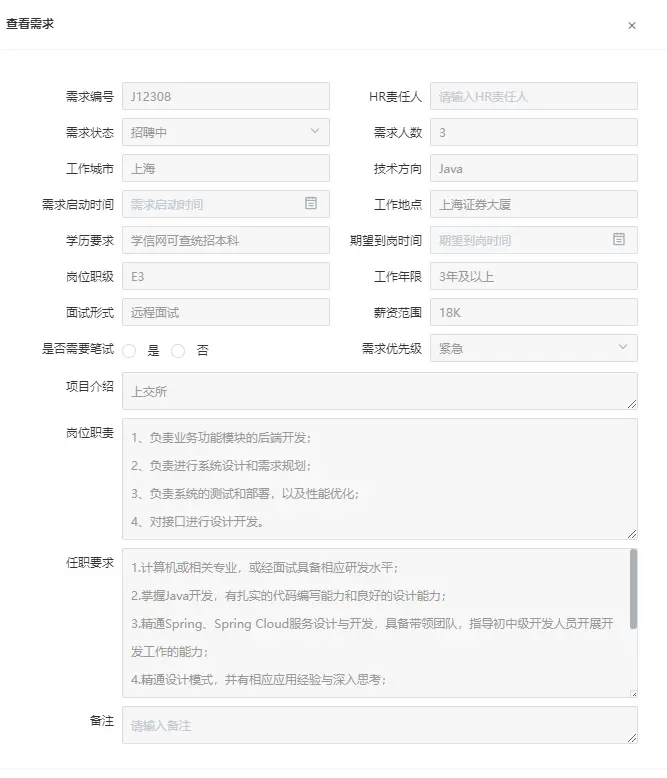 查看需求
需求编号 J12308 HR责任人 请输入HR责任人
需求状态 招聘中 需求人数 3
工作城市 上海 技术方向 Java
需求启动时间 需求启动时间 工作地点 上海证券大厦
学历要求 学信网可查统招本科 期望到岗时间 期望到岗时间
岗位职级 E3 工作年限 3年及以上
面试形式 远程面试 薪资范围 18K
是否需要笔试 是 否 需求优先级 紧急
项目介绍 上交所
岗位职责 1、负责业务功能模块的后端开发；
2、负责进行系统设计和需求规划；
3、负责系统的测试和部署，以及性能优化；
4、对接口进行设计开发。
任职要求 1.计算机或相关专业，或经面试具备相应研发水平；
2.掌握Java开发，有扎实的代码编写能力和良好的设计能力；
3.精通Spring、Spring Cloud服务设计与开发，具备带领团队，指导初中级开发人员开展开
发工作的能力；
4.精通设计模式，并有相应应用经验与深入思考；
备注 请输入备注